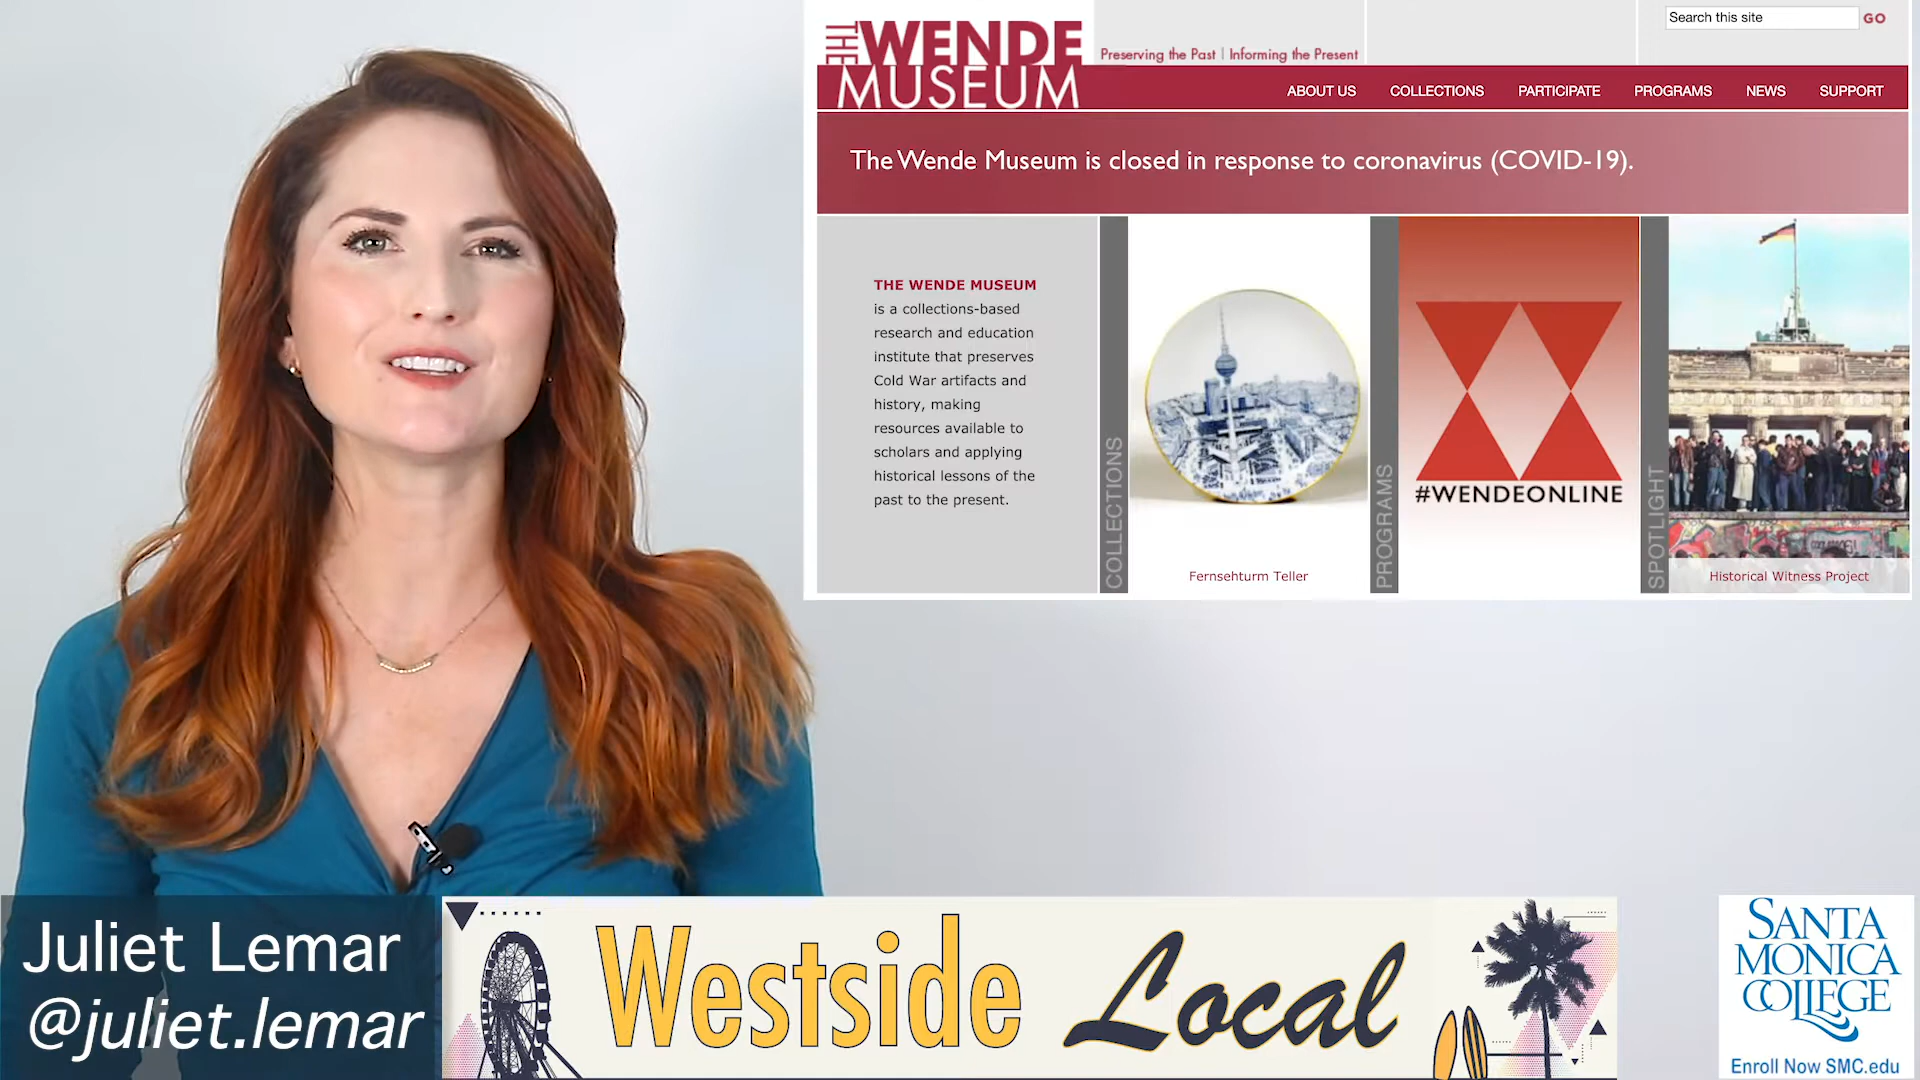 THE WENDE
MUSEUM
Preserving the Past | Informing the Present
Search this site GO
ABOUT US COLLECTIONS PARTICIPATE PROGRAMS NEWS SUPPORT
The Wende Museum is closed in response to coronavirus (COVID-19).
THE WENDE MUSEUM
is a collections-based
research and education
institute that preserves
Cold War artifacts and
history, making
resources available to
scholars and applying
historical lessons of the
past to the present.
COLLECTIONS
Fernsehturm Teller
PROGRAMS
#WENDEONLINE
SPOTLIGHT
Historical Witness Project
Juliet Lemar
@juliet.lemar
Westside Local
SANTA
MONICA
COLLEGE
Enroll Now SMC.edu